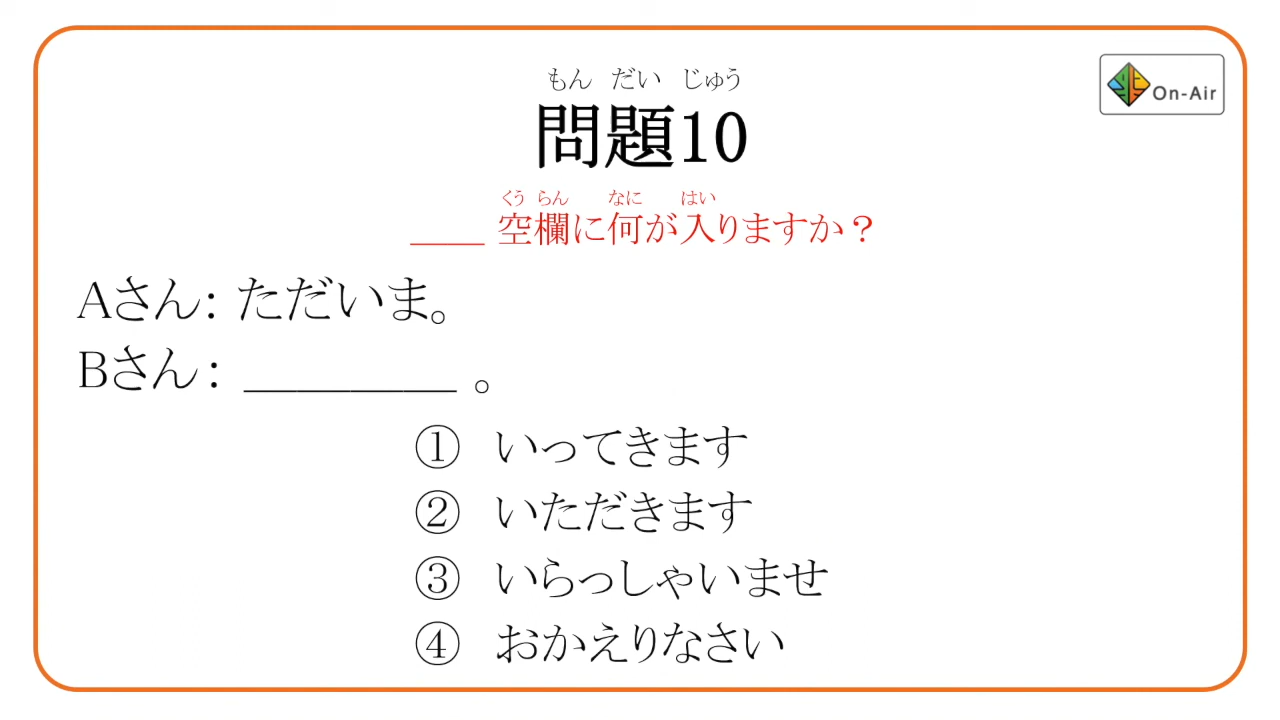 もん だい じゅう
問題10
On-Air
くう らん なに はい
____ 空欄に何が入りますか？
Aさん: ただいま。
Bさん: ________ 。
① いってきます
② いただきます
③ いらっしゃいませ
④ おかえりなさい